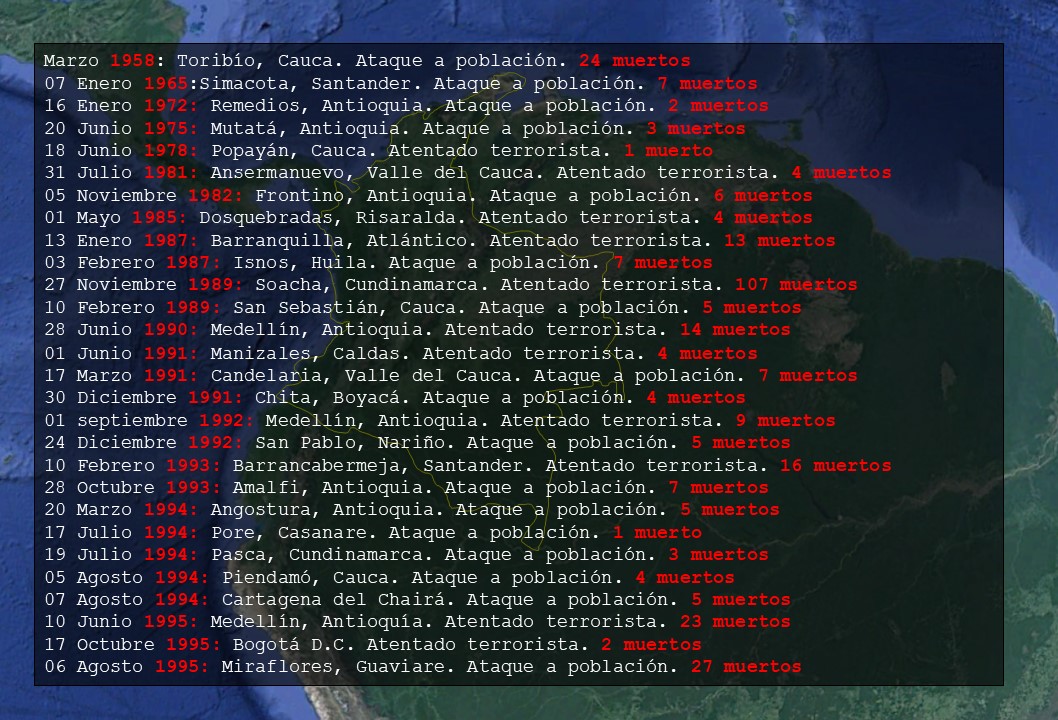 Marzo 1958: Toribío, Cauca. Ataque a población. 24 muertos
07 Enero 1965:Simacota, Santander. Ataque a población. 7 muertos
16 Enero 1972: Remedios, Antioquia. Ataque a población. 2 muertos
20 Junio 1975: Mutatá, Antioquia. Ataque a población. 3 muertos
18 Junio 1978: Popayán, Cauca. Atentado terrorista. 1 muerto
31 Julio 1981: Ansermanuevo, Valle del Cauca. Atentado terrorista. 4 muertos
05 Noviembre 1982: Frontino, Antioquia. Ataque a población. 6 muertos
01 Mayo 1985: Dosquebradas, Risaralda. Atentado terrorista. 4 muertos
13 Enero 1987: Barranquilla, Atlántico. Atentado terrorista. 13 muertos
03 Febrero 1987: Isnos, Huila. Ataque a población. 7 muertos
27 Noviembre 1989: Soacha, Cundinamarca. Atentado terrorista. 107 muertos
10 Febrero 1989: San Sebastián, Cauca. Ataque a población. 5 muertos
28 Junio 1990: Medellín, Antioquia. Atentado terrorista. 14 muertos
01 Junio 1991: Manizales, Caldas. Atentado terrorista. 4 muertos
17 Marzo 1991: Candelaria, Valle del Cauca. Ataque a población. 7 muertos
30 Diciembre 1991: Chita, Boyacá. Ataque a población. 4 muertos
01 septiembre 1992: Medellín, Antioquia. Atentado terrorista. 9 muertos
24 Diciembre 1992: San Pablo, Nariño. Ataque a población. 5 muertos
10 Febrero 1993: Barrancabermeja, Santander. Atentado terrorista. 16 muertos
28 Octubre 1993: Amalfi, Antioquia. Ataque a población. 7 muertos
20 Marzo 1994: Angostura, Antioquia. Ataque a población. 5 muertos
17 Julio 1994: Pore, Casanare. Ataque a población. 1 muerto
19 Julio 1994: Pasca, Cundinamarca. Ataque a población. 3 muertos
05 Agosto 1994: Piendamó, Cauca. Ataque a población. 4 muertos
07 Agosto 1994: Cartagena del Chairá. Ataque a población. 5 muertos
10 Junio 1995: Medellín, Antioquía. Atentado terrorista. 23 muertos
17 Octubre 1995: Bogotá D.C. Atentado terrorista. 2 muertos
06 Agosto 1995: Miraflores, Guaviare. Ataque a población. 27 muertos